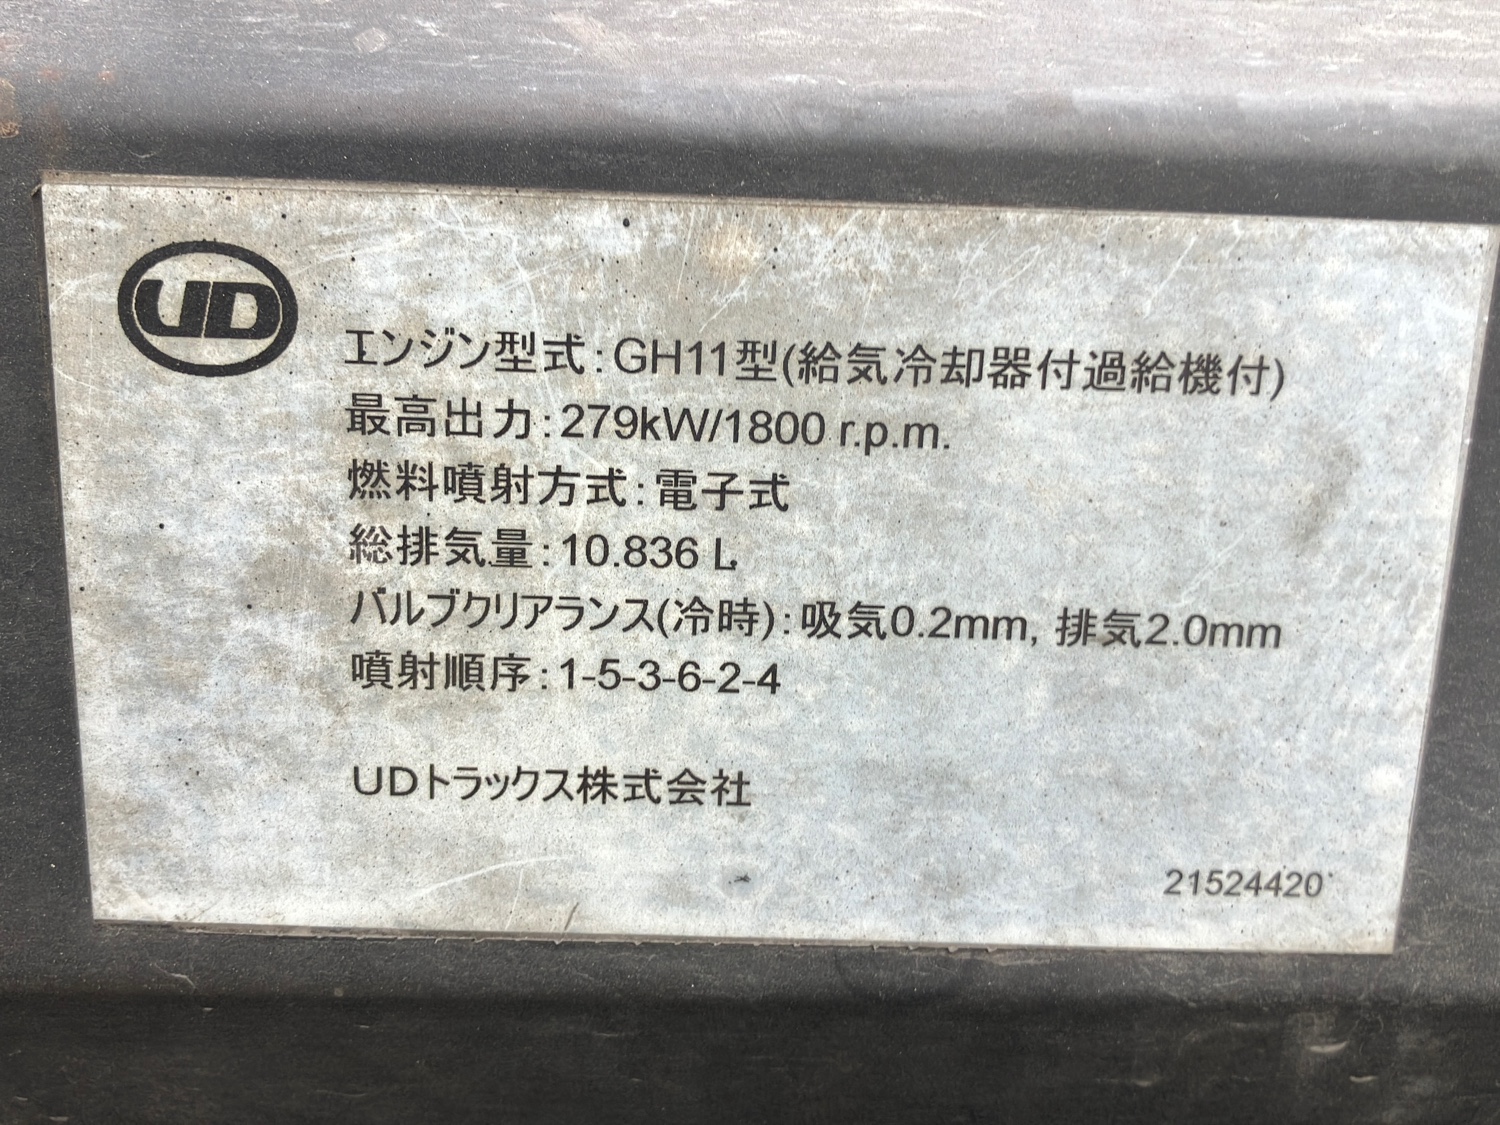 UD
エンジン型式:GH11型(給気冷却器付過給機付)
最高出力:279kW/1800 r.p.m.
燃料噴射方式:電子式
総排気量:10.836 L
バルブクリアランス(冷時):吸気0.2mm, 排気2.0mm
噴射順序:1-5-3-6-2-4
UDトラックス株式会社
21524420